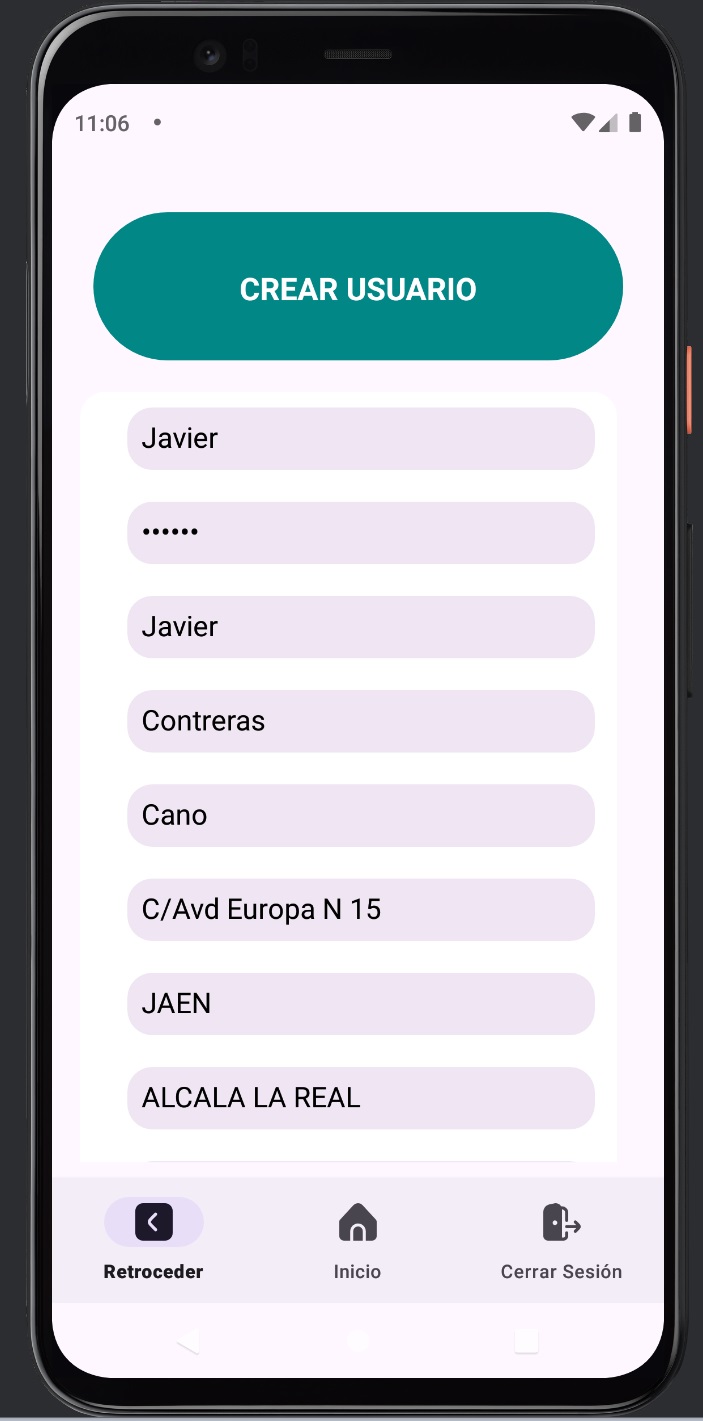 11:06
CREAR USUARIO
Javier
••••••
Javier
Contreras
Cano
C/Avd Europa N 15
JAEN
ALCALA LA REAL
Retroceder
Inicio
Cerrar Sesión